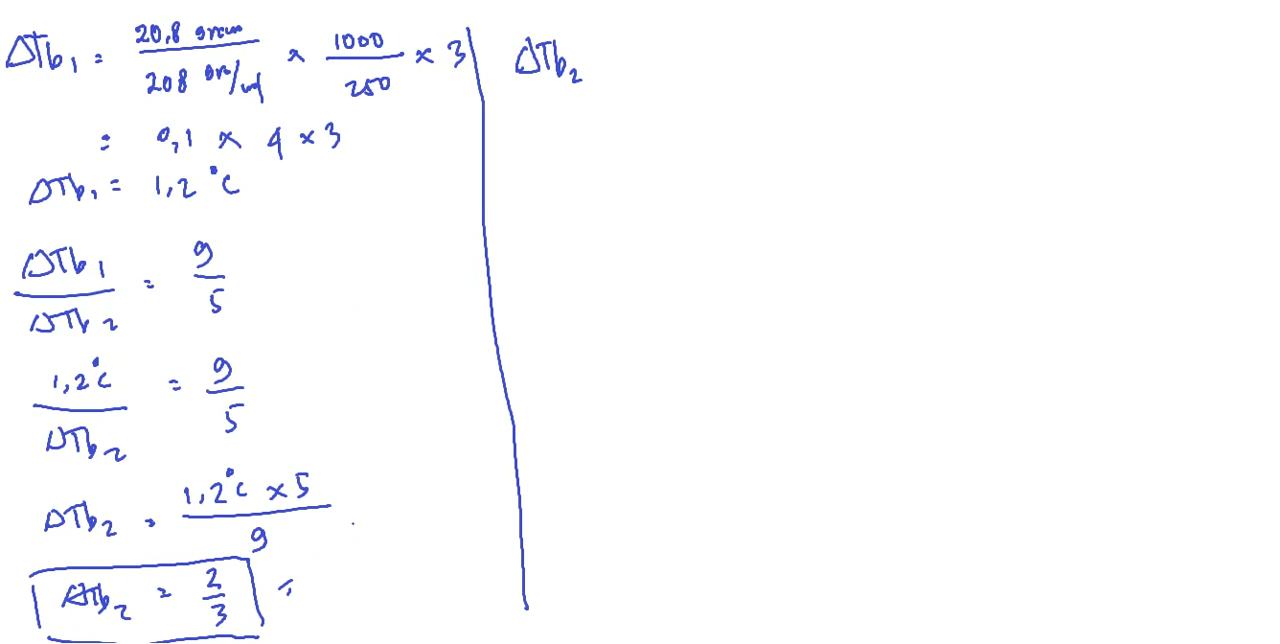 ΔTb₁ = 20,8 gram / 208 gr/mol × 1000 / 250 × 3
= 0,1 × 4 × 3
ΔTb₁ = 1,2 °C
ΔTb₁ / ΔTb₂ = 9 / 5
1,2°C / ΔTb₂ = 9 / 5
ΔTb₂ = 1,2°C × 5 / 9
ΔTb₂ = 2 / 3 =
ΔTb₂